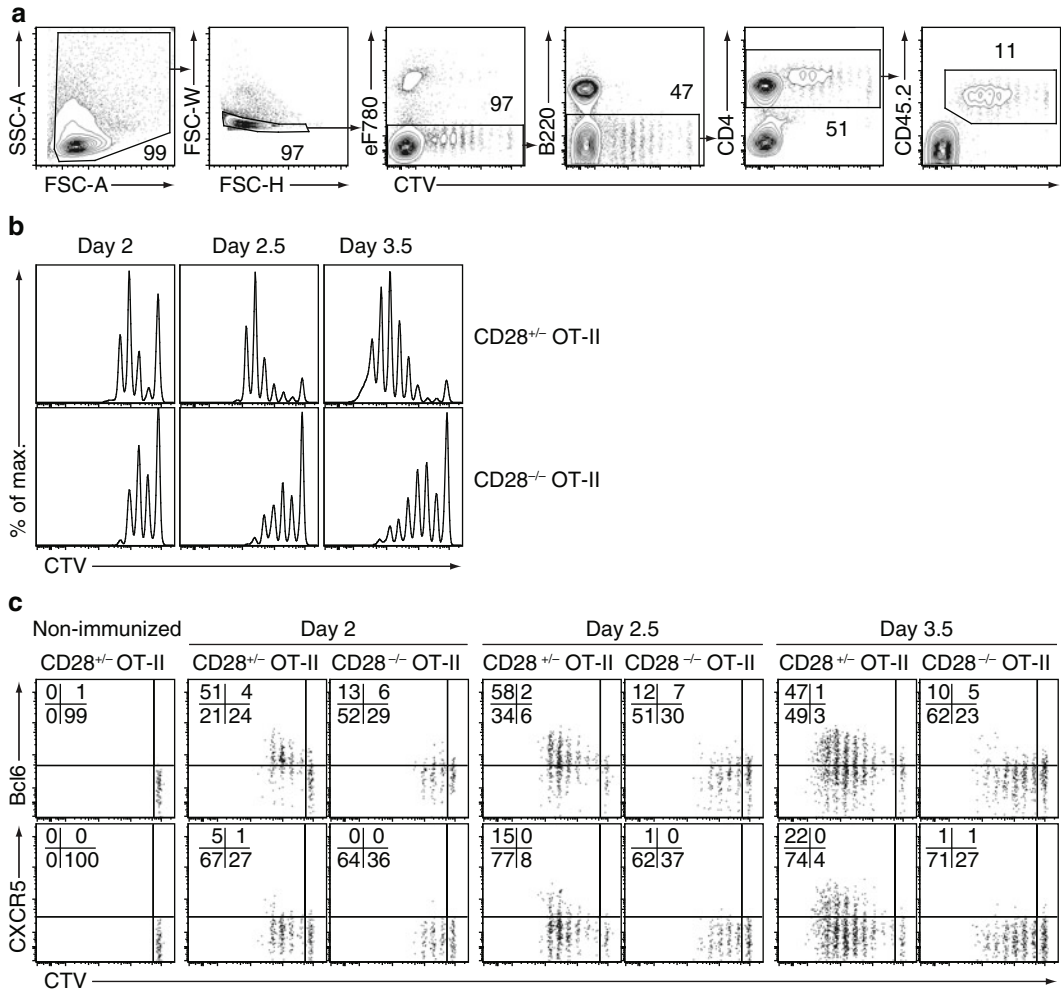 a
SSC-A
99
FSC-A
FSC-W
97
FSC-H
eF780
97
CTV
B220
47
CD4
51
CD45.2
11
b
Day 2 Day 2.5 Day 3.5
CD28+/– OT-II
CD28–/– OT-II
% of max.
CTV
c
Non-immunized Day 2 Day 2.5 Day 3.5
CD28+/– OT-II CD28+/– OT-II CD28–/– OT-II CD28+/– OT-II CD28–/– OT-II CD28+/– OT-II CD28–/– OT-II
Bcl6
0 1 51 4 13 6 58 2 12 7 47 1 10 5
0 99 21 24 52 29 34 6 51 30 49 3 62 23
CXCR5
0 0 5 1 0 0 15 0 1 0 22 0 1 1
0 100 67 27 64 36 77 8 62 37 74 4 71 27
CTV